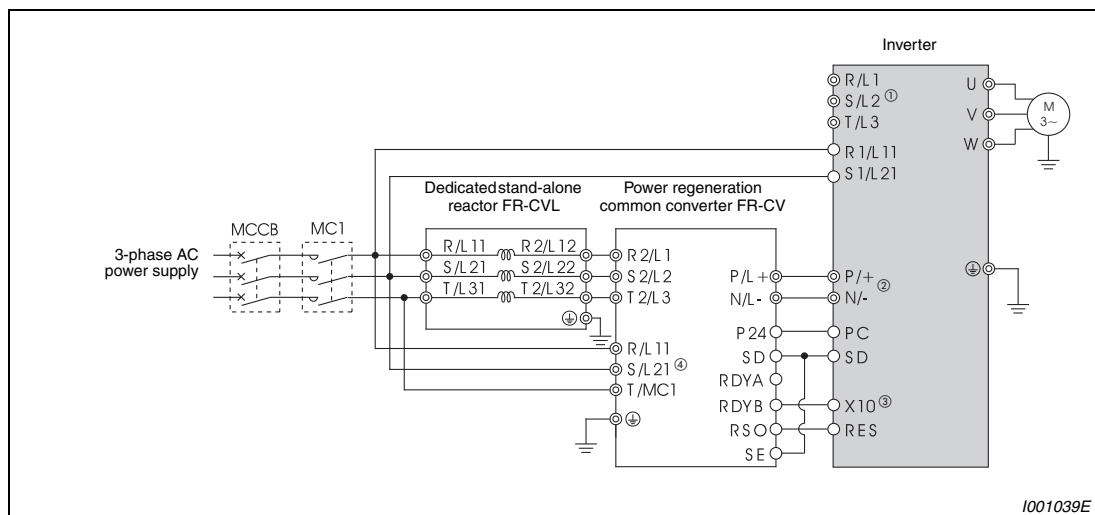 Inverter
R/L1
S/L2 ①
T/L3
R1/L11
S1/L21
U
V
W
M
3~
Dedicated stand-alone
reactor FR-CVL
Power regeneration
common converter FR-CV
MCCB
MC1
3-phase AC
power supply
R/L11
R2/L12
S/L21
S2/L22
T/L31
T2/L32
R2/L1
S2/L2
T2/L3
P/L+
N/L-
P24
SD
RDYA
RDYB
RSO
SE
R/L11
S/L21 ④
T/MC1
P/+
②
N/-
PC
SD
X10 ③
RES
I001039E